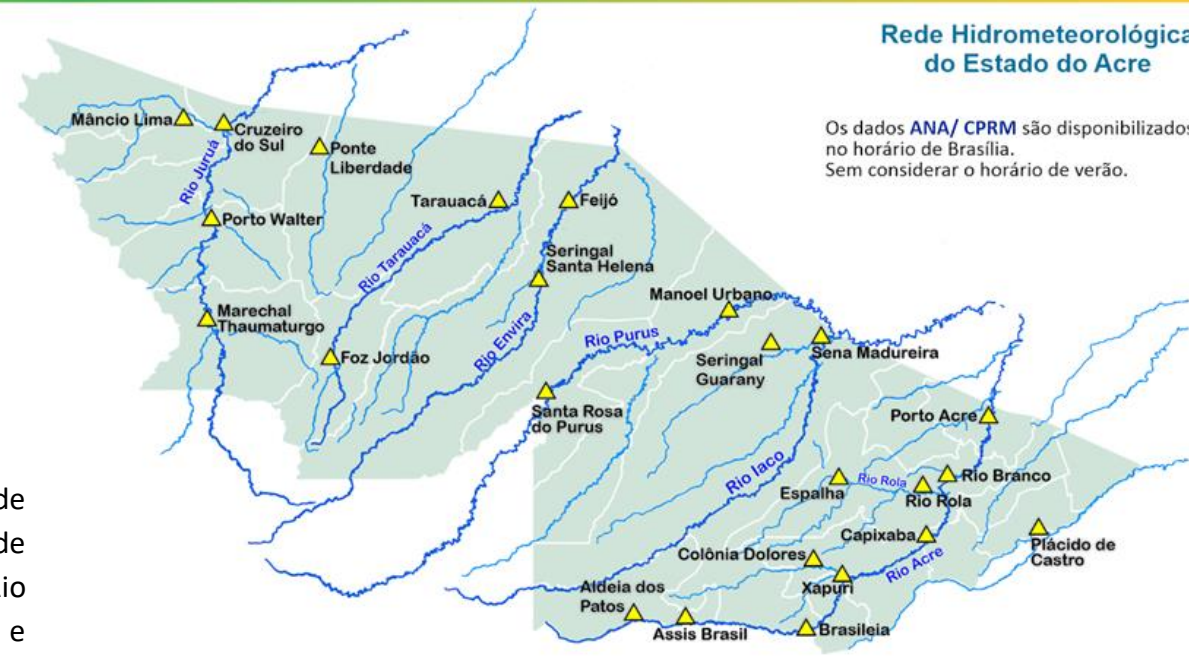 Rede Hidrometeorológica
do Estado do Acre
Os dados ANA/ CPRM são disponibilizados
no horário de Brasília.
Sem considerar o horário de verão.
Mâncio Lima
Cruzeiro
do Sul
Ponte
Liberdade
Rio Juruá
Porto Walter
Tarauacá
Feijó
Rio Tarauacá
Seringal
Santa Helena
Marechal
Thaumaturgo
Foz Jordão
Rio Envira
Manoel Urbano
Rio Purus
Seringal
Guarany
Sena Madureira
Santa Rosa
do Purus
Porto Acre
Rio Iaco
Espalha
Rio Rola
Rio Rola
Rio Branco
Capixaba
Plácido de
Castro
Colônia Dolores
Rio Acre
Xapuri
Aldeia dos
Patos
Assis Brasil
Brasileia
de
de
io
e